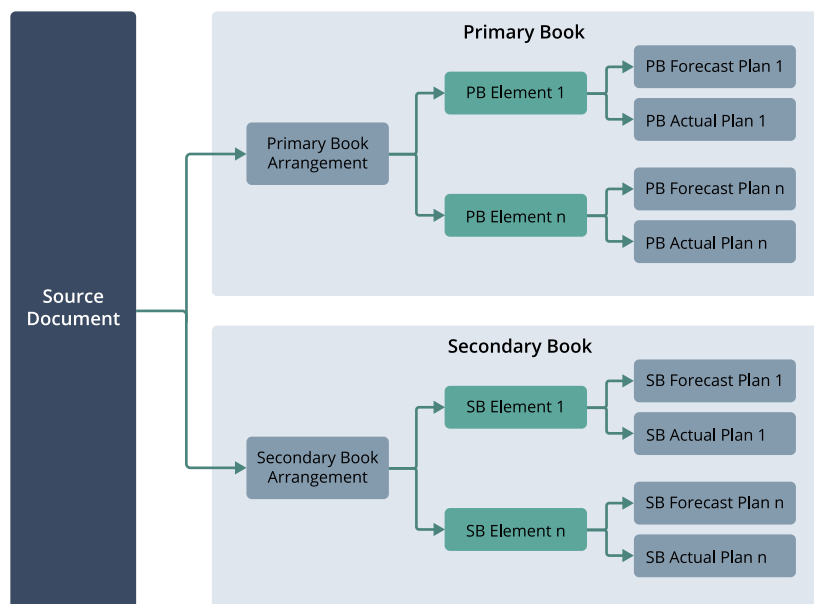 Source
Document
Primary Book
Primary Book
Arrangement
PB Element 1
PB Forecast Plan 1
PB Actual Plan 1
PB Element n
PB Forecast Plan n
PB Actual Plan n
Secondary Book
Secondary Book
Arrangement
SB Element 1
SB Forecast Plan 1
SB Actual Plan 1
SB Element n
SB Forecast Plan n
SB Actual Plan n